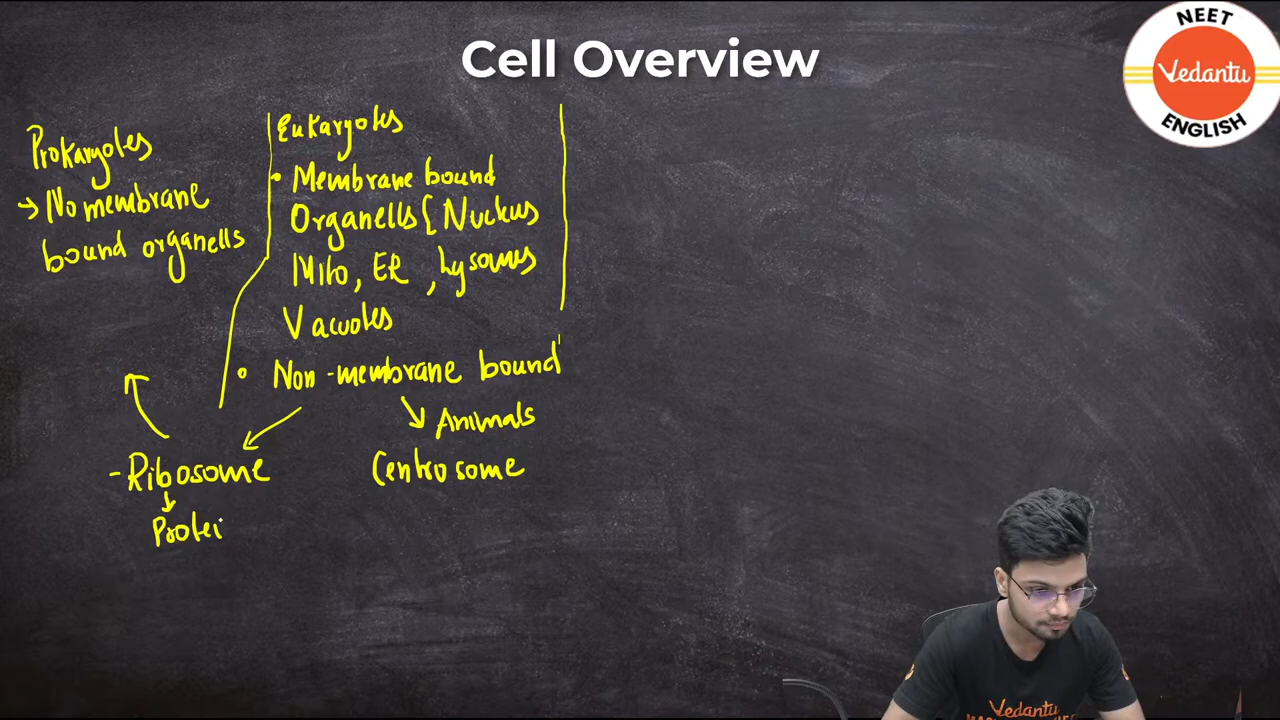 Cell Overview
NEET
Vedantu
ENGLISH
Prokaryotes
→ No membrane
bound organells
Eukaryotes
• Membrane bound
Organells [ Nucleus
Mito, ER, Lysomes
Vacuoles
• Non-membrane bound
Animals
Centrosome
- Ribosome
Protei
Vedantu